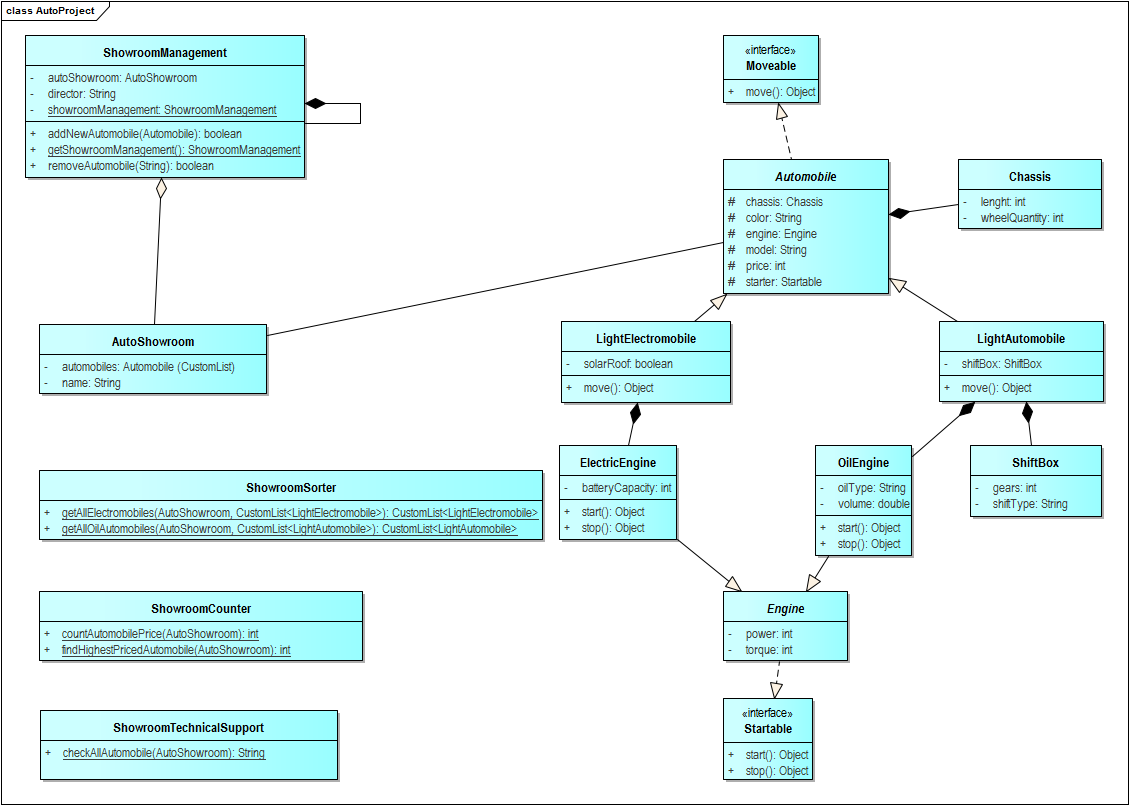 class AutoProject
ShowroomManagement
- autoShowroom: AutoShowroom
- director: String
- showroomManagement: ShowroomManagement
+ addNewAutomobile(Automobile): boolean
+ getShowroomManagement(): ShowroomManagement
+ removeAutomobile(String): boolean
«interface»
Moveable
+ move(): Object
Automobile
# chassis: Chassis
# color: String
# engine: Engine
# model: String
# price: int
# starter: Startable
Chassis
- lenght: int
- wheelQuantity: int
AutoShowroom
- automobiles: Automobile (CustomList)
- name: String
LightElectromobile
- solarRoof: boolean
+ move(): Object
LightAutomobile
- shiftBox: ShiftBox
+ move(): Object
ElectricEngine
- batteryCapacity: int
+ start(): Object
+ stop(): Object
OilEngine
- oilType: String
- volume: double
+ start(): Object
+ stop(): Object
ShiftBox
- gears: int
- shiftType: String
ShowroomSorter
+ getAllElectromobiles(AutoShowroom, CustomList<LightElectromobile>): CustomList<LightElectromobile>
+ getAllOilAutomobiles(AutoShowroom, CustomList<LightAutomobile>): CustomList<LightAutomobile>
ShowroomCounter
+ countAutomobilePrice(AutoShowroom): int
+ findHighestPricedAutomobile(AutoShowroom): int
Engine
- power: int
- torque: int
ShowroomTechnicalSupport
+ checkAllAutomobile(AutoShowroom): String
«interface»
Startable
+ start(): Object
+ stop(): Object